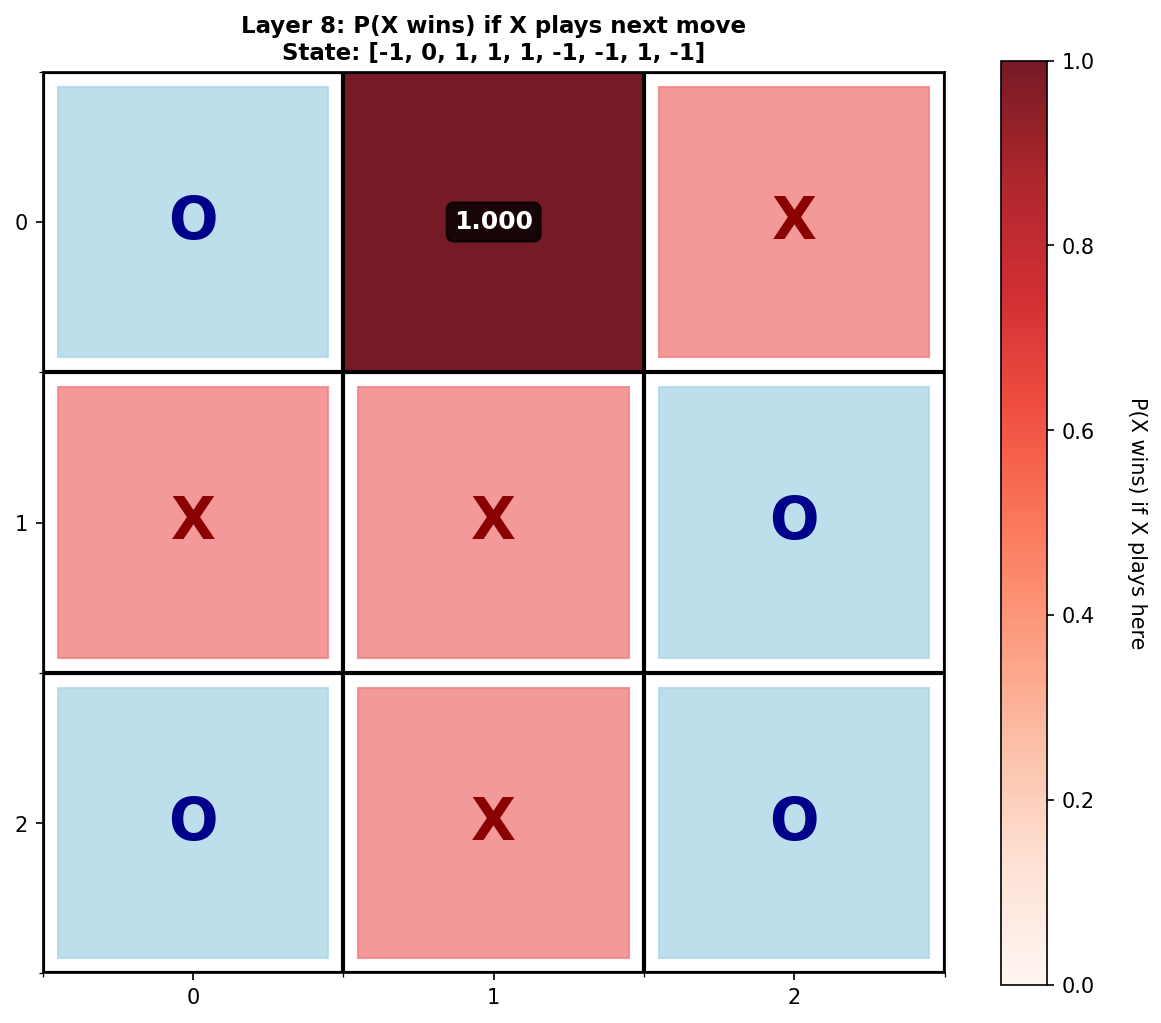 Layer 8: P(X wins) if X plays next move
State: [-1, 0, 1, 1, 1, -1, -1, 1, -1]
1.0
0.8
0.6
0.4
0.2
0.0
P(X wins) if X plays here
0
O
1.000
X
1
X
X
O
2
O
X
O
0
1
2